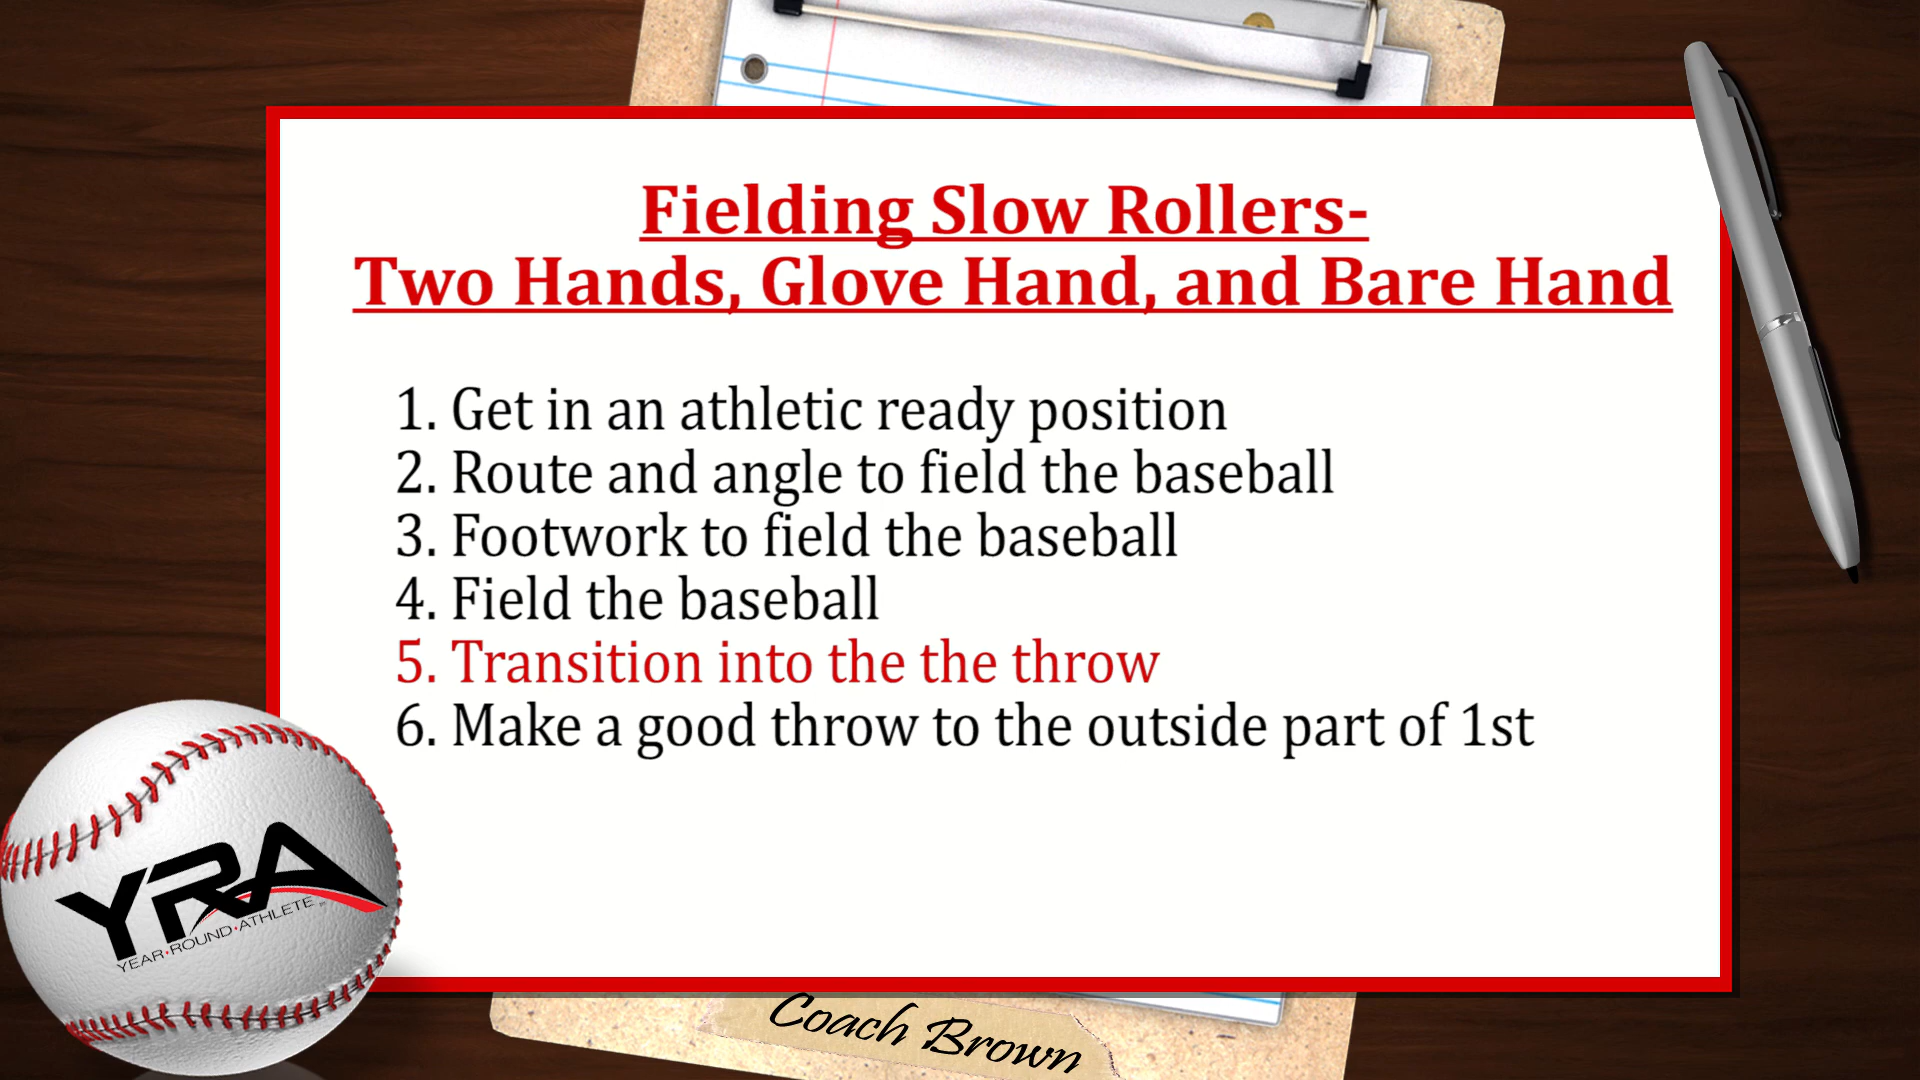 Fielding Slow Rollers-
Two Hands, Glove Hand, and Bare Hand
1. Get in an athletic ready position
2. Route and angle to field the baseball
3. Footwork to field the baseball
4. Field the baseball
5. Transition into the the throw
6. Make a good throw to the outside part of 1st
YRA
YEAR·ROUND·ATHLETE
Coach Brown